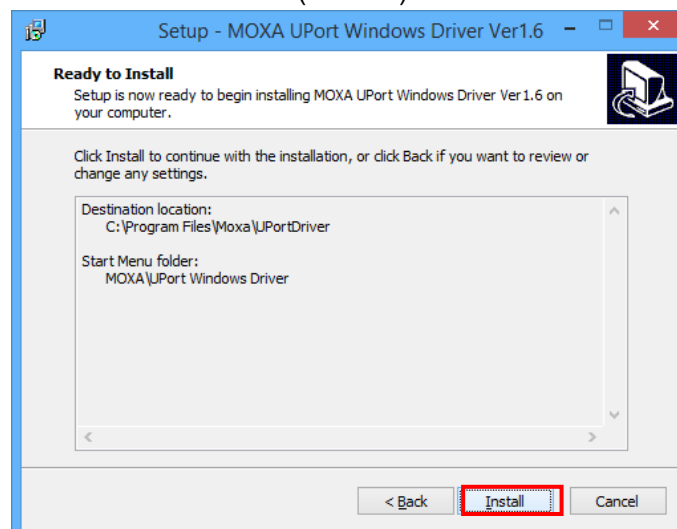 Setup - MOXA UPort Windows Driver Ver1.6
Ready to Install
Setup is now ready to begin installing MOXA UPort Windows Driver Ver1.6 on
your computer.
Click Install to continue with the installation, or click Back if you want to review or
change any settings.
Destination location:
C:\Program Files\Moxa\UPortDriver
Start Menu folder:
MOXA\UPort Windows Driver
< Back Install Cancel